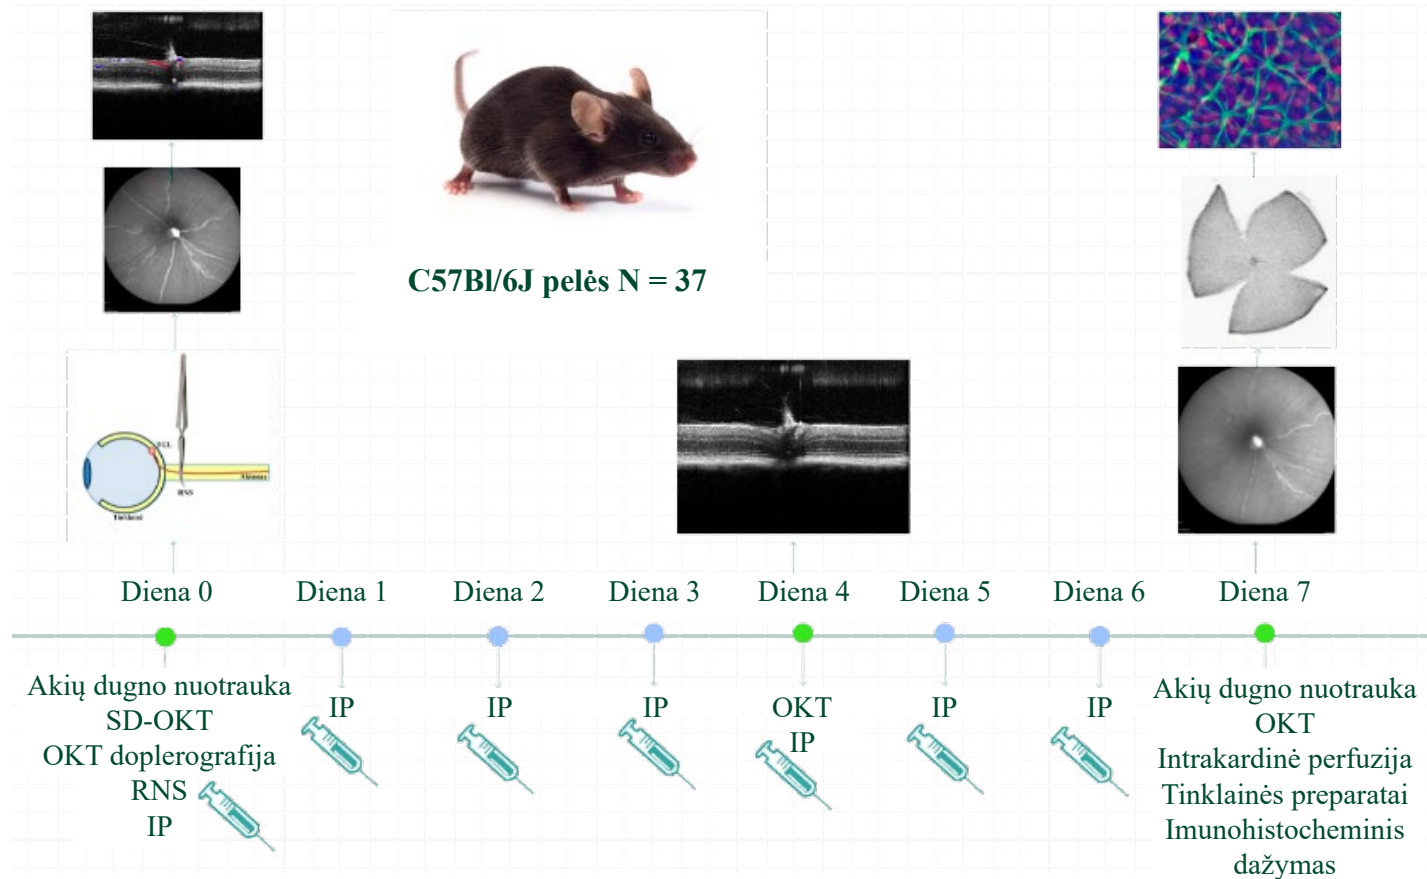 C57Bl/6J pelės N = 37
RNS
Tinklainė
Diena 0
Diena 1
Diena 2
Diena 3
Diena 4
Diena 5
Diena 6
Diena 7
Akių dugno nuotrauka
SD-OKT
OKT doplerografija
RNS
IP
IP
IP
IP
OKT
IP
IP
IP
Akių dugno nuotrauka
OKT
Intrakardinė perfuzija
Tinklainės preparatai
Imunohistocheminis
dažymas